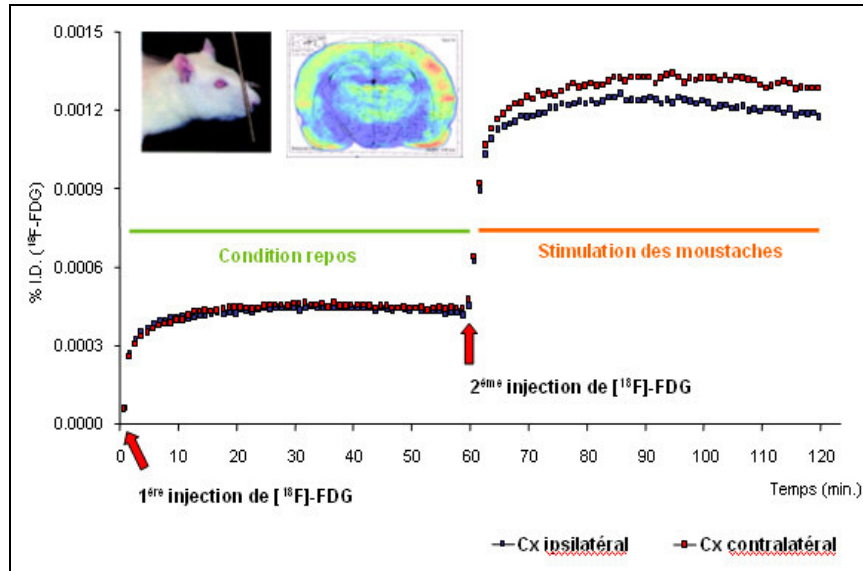 0.0015
0.0012
0.0009
0.0006
0.0003
0.0000
% I.D. (¹⁸F-FDG)
Condition repos
Stimulation des moustaches
2ème injection de [¹⁸F]-FDG
0 10 20 30 40 50 60 70 80 90 100 110 120
1ère injection de [¹⁸F]-FDG
Temps (min.)
Cx ipsilatéral
Cx contralatéral